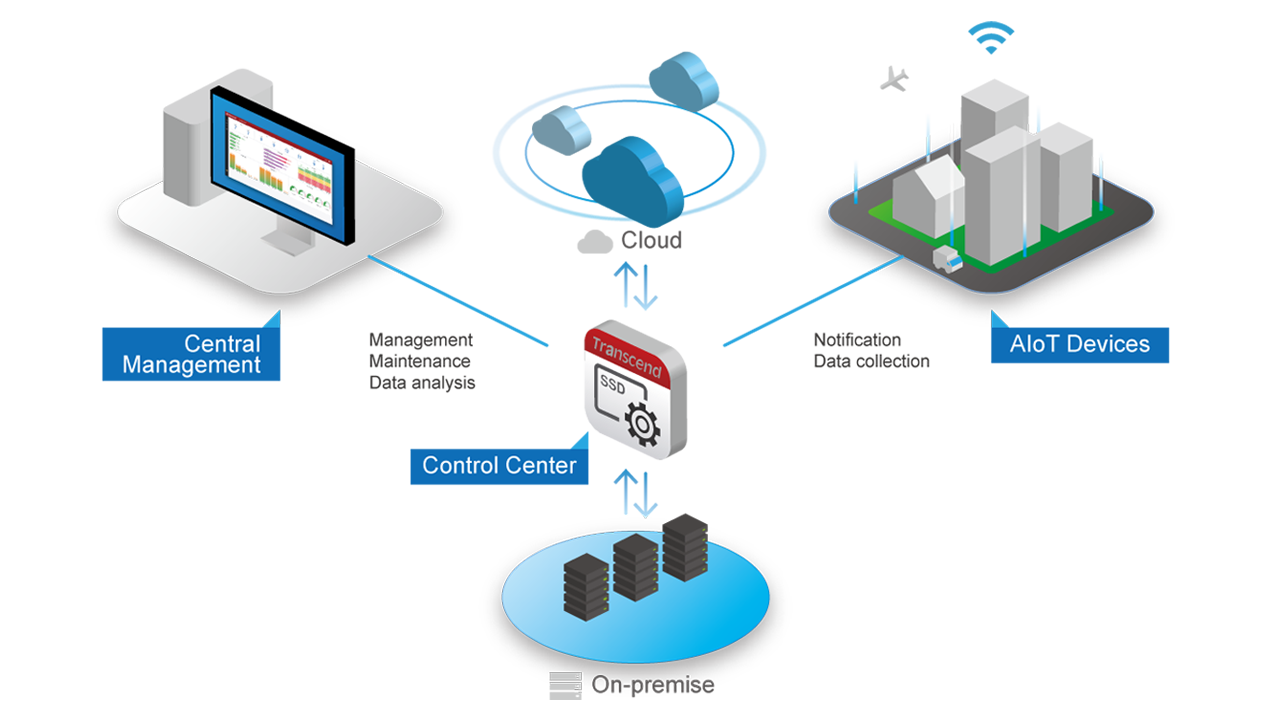 Cloud
Central
Management
Management
Maintenance
Data analysis
Notification
Data collection
AIoT Devices
Transcend
SSD
Control Center
On-premise